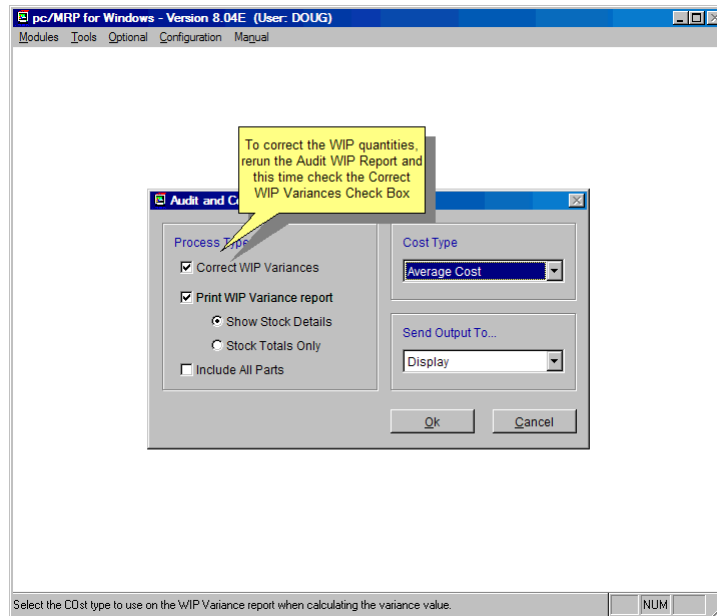 pc/MRP for Windows - Version 8.04E (User: DOUG)
Modules Tools Optional Configuration Manual
To correct the WIP quantities,
rerun the Audit WIP Report and
this time check the Correct
WIP Variances Check Box
Audit and C
Process Type
Correct WIP Variances
Print WIP Variance report
Show Stock Details
Stock Totals Only
Include All Parts
Cost Type
Average Cost
Send Output To...
Display
Ok Cancel
Select the COst type to use on the WIP Variance report when calculating the variance value.
NUM